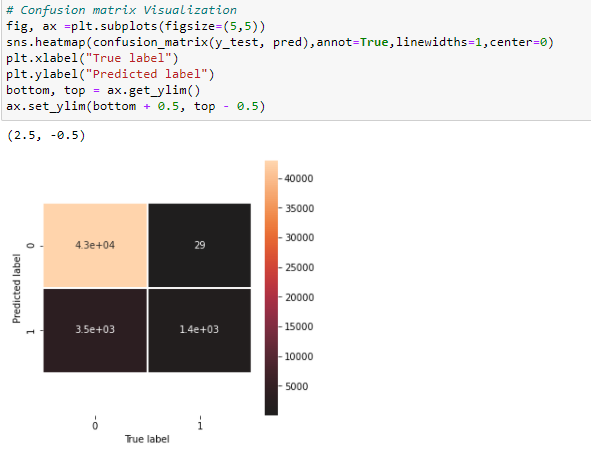 # Confusion matrix Visualization
fig, ax =plt.subplots(figsize=(5,5))
sns.heatmap(confusion_matrix(y_test, pred),annot=True,linewidths=1,center=0)
plt.xlabel("True label")
plt.ylabel("Predicted label")
bottom, top = ax.get_ylim()
ax.set_ylim(bottom + 0.5, top - 0.5)
(2.5, -0.5)
40000
35000
30000
25000
20000
15000
10000
5000
Predicted label
0
1
4.3e+04
29
3.5e+03
1.4e+03
0
1
True label